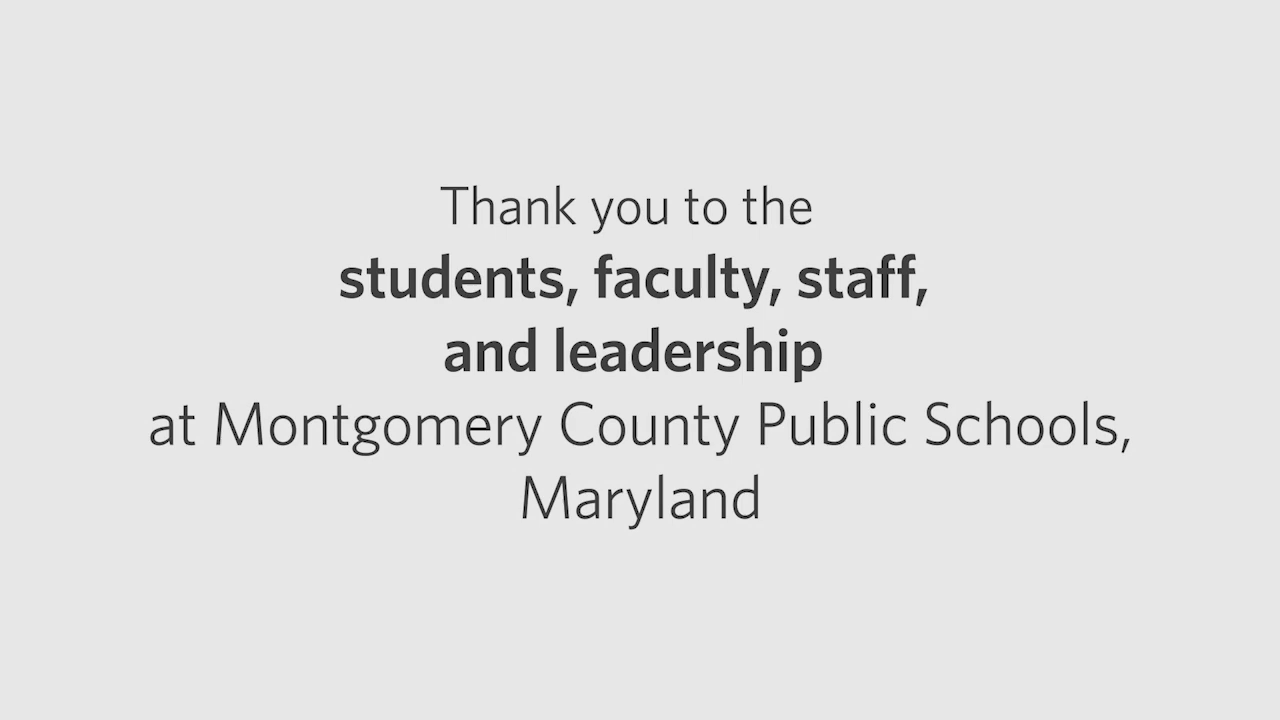 Thank you to the
students, faculty, staff,
and leadership
at Montgomery County Public Schools,
Maryland